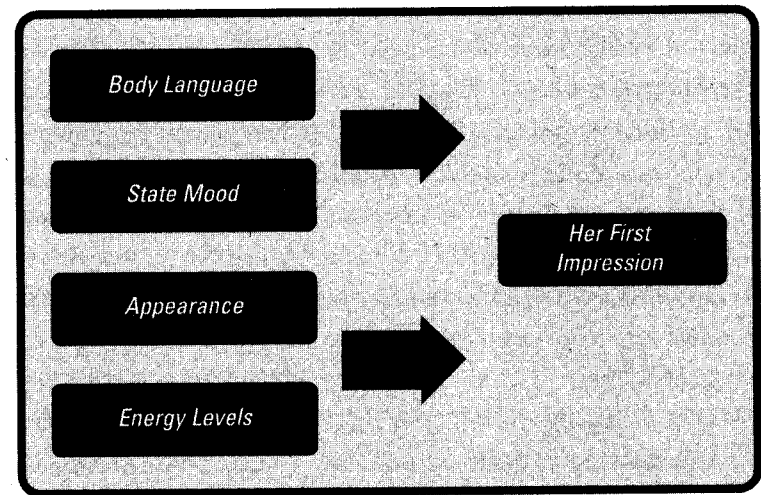 Body Language
State Mood
Appearance
Energy Levels
Her First
Impression